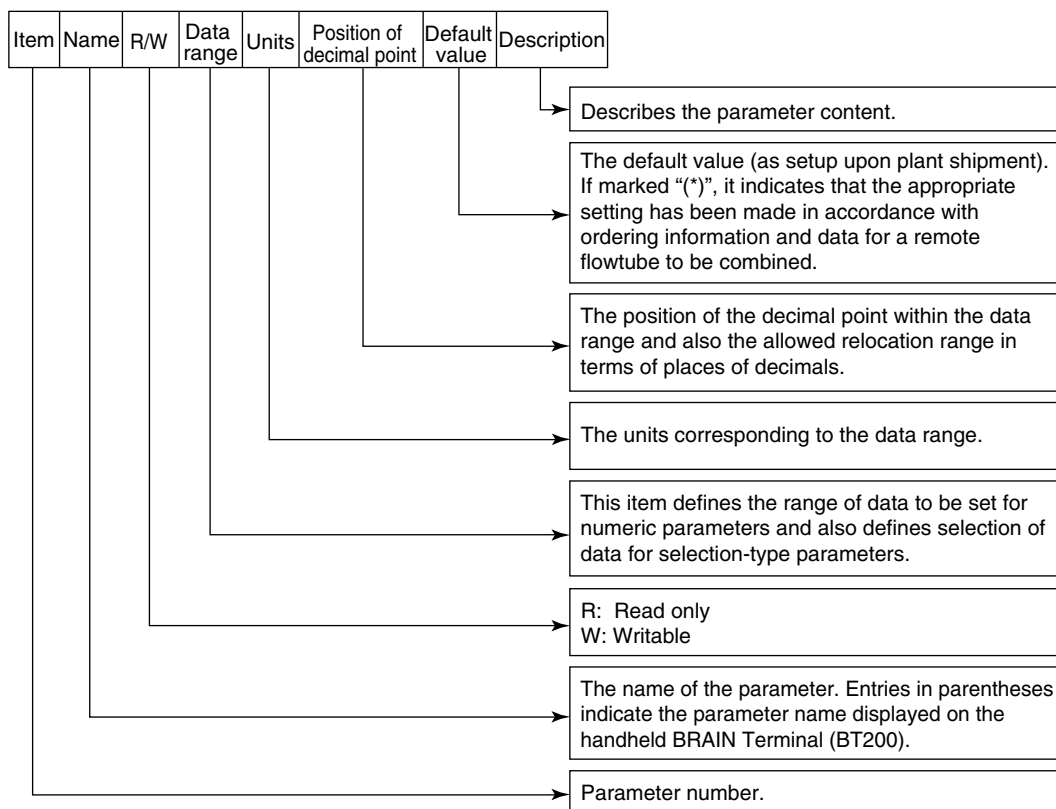 Item Name R/W Data range Units Position of decimal point Default value Description
Describes the parameter content.
The default value (as setup upon plant shipment).
If marked “(*)”, it indicates that the appropriate
setting has been made in accordance with
ordering information and data for a remote
flowtube to be combined.
The position of the decimal point within the data
range and also the allowed relocation range in
terms of places of decimals.
The units corresponding to the data range.
This item defines the range of data to be set for
numeric parameters and also defines selection of
data for selection-type parameters.
R: Read only
W: Writable
The name of the parameter. Entries in parentheses
indicate the parameter name displayed on the
handheld BRAIN Terminal (BT200).
Parameter number.